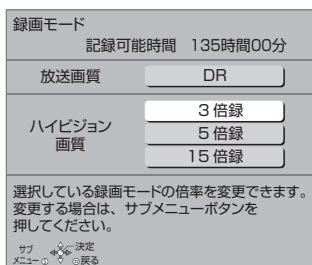 録画モード
記録可能時間 135時間00分
放送画質 DR
3倍録
ハイビジョン
画質
5倍録
15倍録
選択している録画モードの倍率を変更できます。
変更する場合は、サブメニューボタンを
押してください。
サブ
メニュー S
決定
戻る